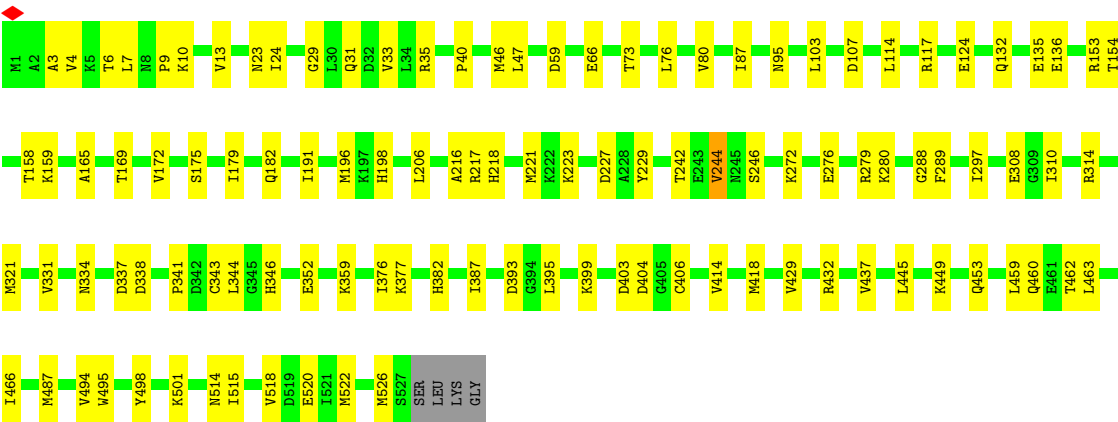 M1 A2 A3 V4 K5 T6 L7 N8 P9 K10 V13 N23 I24 G29 L30 Q31 D32 V33 L34 R35 P40 M46 L47 D59 E66 T73 L76 V80 I87 N95 L103 D107 L114 R117 E124 Q132 E135 E136 R153 T154
T158 K159 A165 T169 V172 S175 I179 Q182 I191 M196 K197 H198 L206 A216 R217 H218 M221 K222 K223 D227 A228 Y229 T242 E243 V244 N245 S246 K272 E276 R279 K280 G288 F289 I297 E308 G309 I310 R314
M321 V331 N334 D337 D338 P341 D342 C343 L344 G345 H346 E352 K359 I376 K377 H382 I387 D393 G394 L395 K399 D403 D404 G405 C406 V414 M418 V429 R432 V437 L445 K449 Q453 L459 Q460 E461 T462 L463
I466 M487 V494 W495 Y498 K501 N514 I515 V518 D519 E520 I521 M522 M526 S527 SER LEU LYS GLY